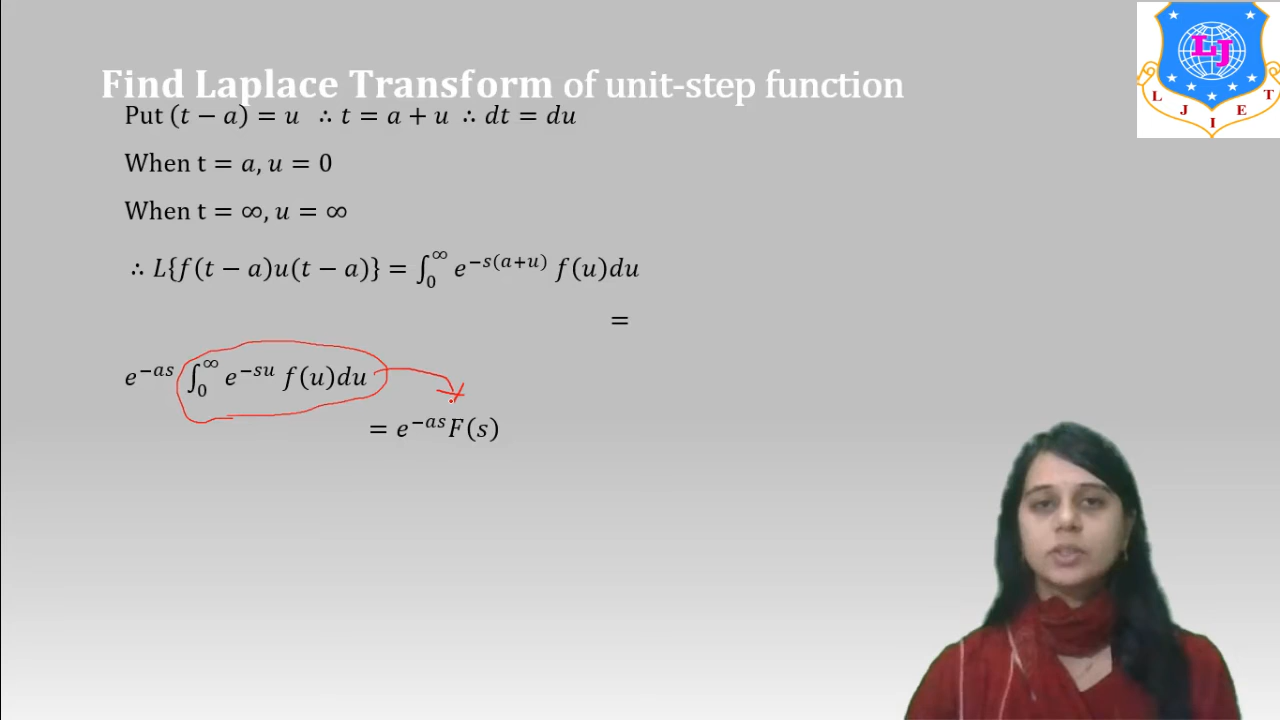 Find Laplace Transform of unit-step function
Put (t − a) = u ∴ t = a + u ∴ dt = du
When t = a, u = 0
When t = ∞, u = ∞
∴ L{f(t − a)u(t − a)} = ∫₀^∞ e^{−s(a+u)} f(u)du
=
e^{−as} ∫₀^∞ e^{−su} f(u)du
= e^{−as}F(s)
LJ
L J I E T